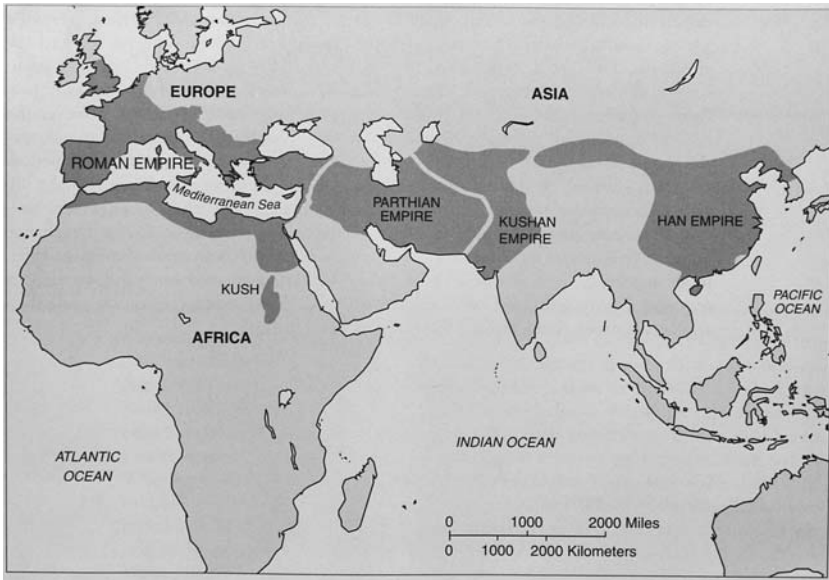 EUROPE
ASIA
ROMAN EMPIRE
Mediterranean Sea
PARTHIAN
EMPIRE
KUSHAN
EMPIRE
HAN EMPIRE
KUSH
AFRICA
PACIFIC
OCEAN
ATLANTIC
OCEAN
INDIAN OCEAN
0 1000 2000 Miles
0 1000 2000 Kilometers